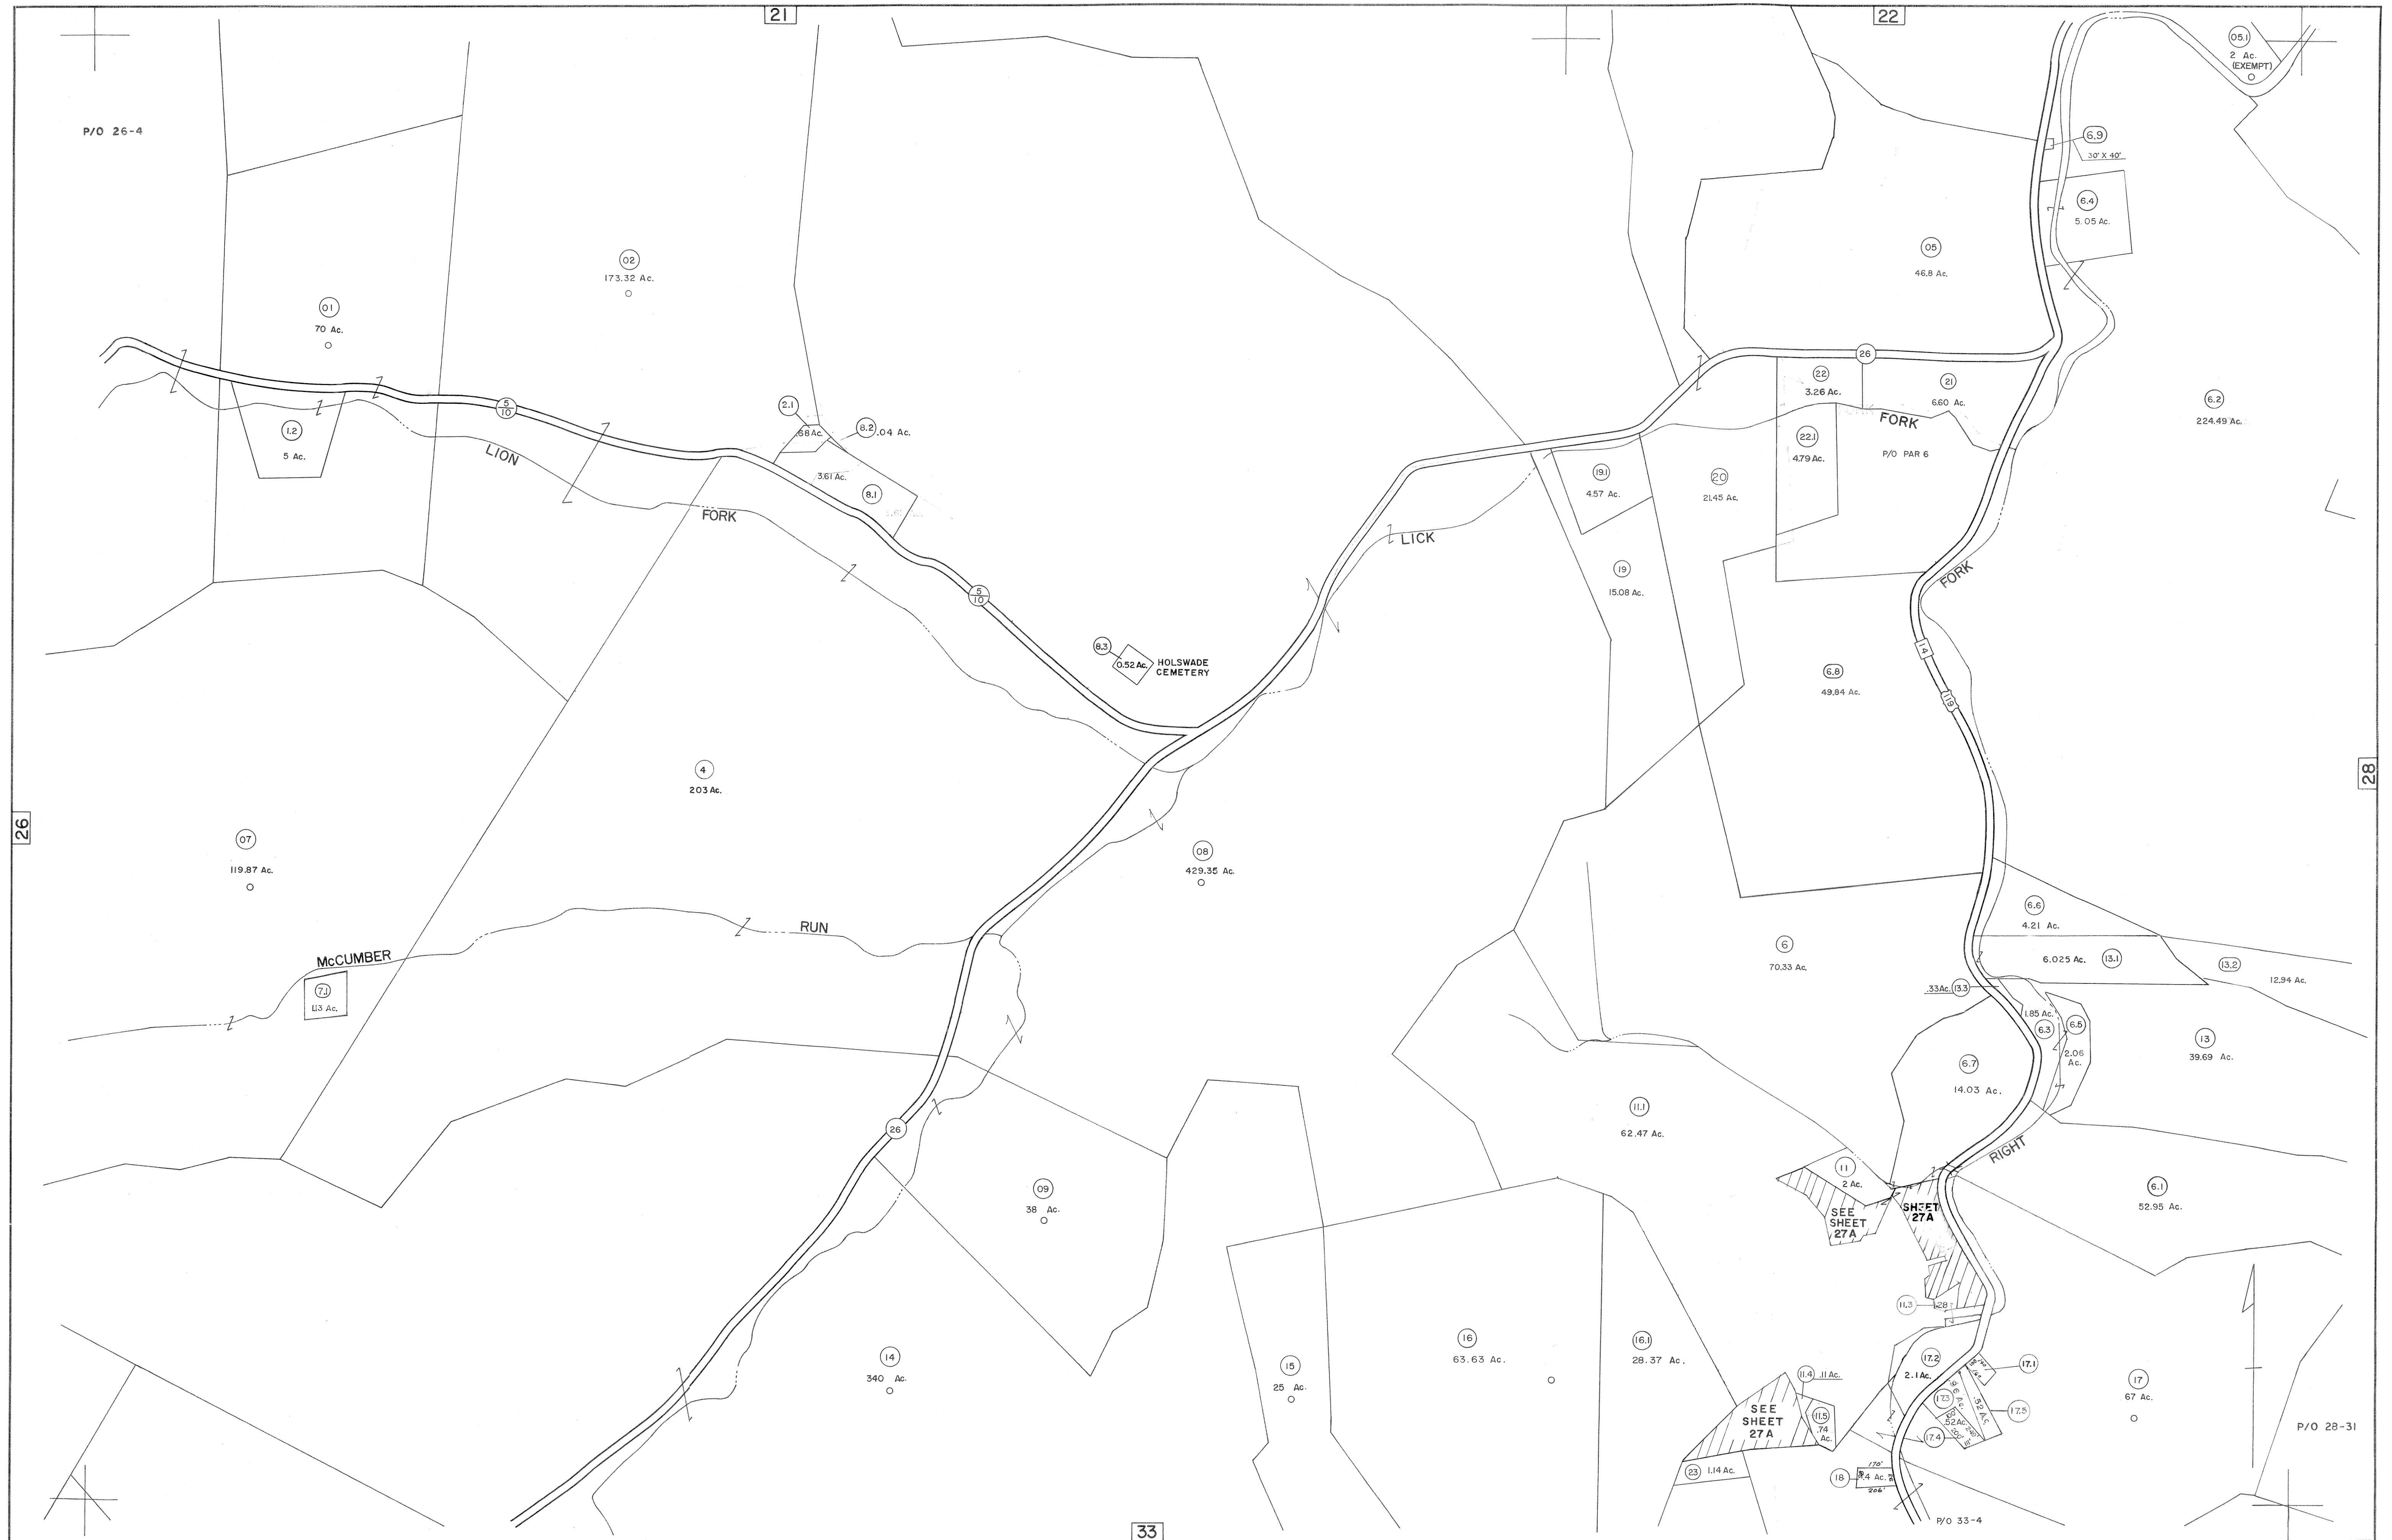 21
22
05.1
2 Ac.
(EXEMPT)
P/O 26-4
6.9
30' X 40'
6.4
5.05 Ac.
02
173.32 Ac.
05
46.8 Ac.
01
70 Ac.
26
22
3.26 Ac.
21
6.60 Ac.
6.2
224.49 Ac.
5
10
2.1
.68 Ac.
8.2
.04 Ac.
FORK
1.2
5 Ac.
LION
22.1
4.79 Ac.
P/O PAR 6
3.61 Ac.
8.1
19.1
4.57 Ac.
20
21.45 Ac.
FORK
LICK
19
15.08 Ac.
FORK
5
10
8.3
0.52 Ac.
HOLSWADE
CEMETERY
14
6.8
49.84 Ac.
119
4
203 Ac.
28
26
07
119.87 Ac.
08
429.35 Ac.
RUN
McCUMBER
6.6
4.21 Ac.
6
70.33 Ac.
6.025 Ac.
13.1
13.2
12.94 Ac.
7.1
1.13 Ac.
.33 Ac.
13.3
1.85 Ac.
6.3
6.5
2.06
Ac.
13
39.69 Ac.
6.7
14.03 Ac.
11.1
62.47 Ac.
26
RIGHT
11
2 Ac.
09
38 Ac.
6.1
52.95 Ac.
SEE
SHEET
27A
SHEET
27A
11.3
.28
14
340 Ac.
15
25 Ac.
16
63.63 Ac.
16.1
28.37 Ac.
17.2
2.1 Ac.
17.1
17
67 Ac.
11.4
.11 Ac.
17.3
.96 Ac.
.52 Ac.
17.5
SEE
SHEET
27A
11.5
.74
Ac.
.52 Ac.
240'
200'
17.4
P/O 28-31
23
1.14 Ac.
170'
18
.4 Ac.
206'
P/O 33-4
33